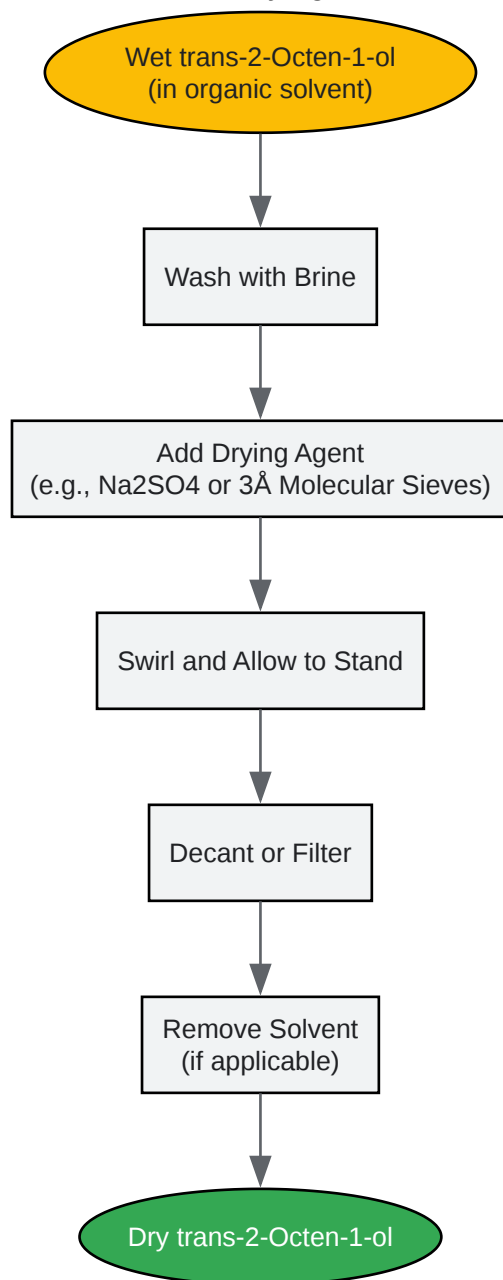 Wet trans-2-Octen-1-ol
(in organic solvent)
Wash with Brine
Add Drying Agent
(e.g., Na2SO4 or 3Å Molecular Sieves)
Swirl and Allow to Stand
Decant or Filter
Remove Solvent
(if applicable)
Dry trans-2-Octen-1-ol